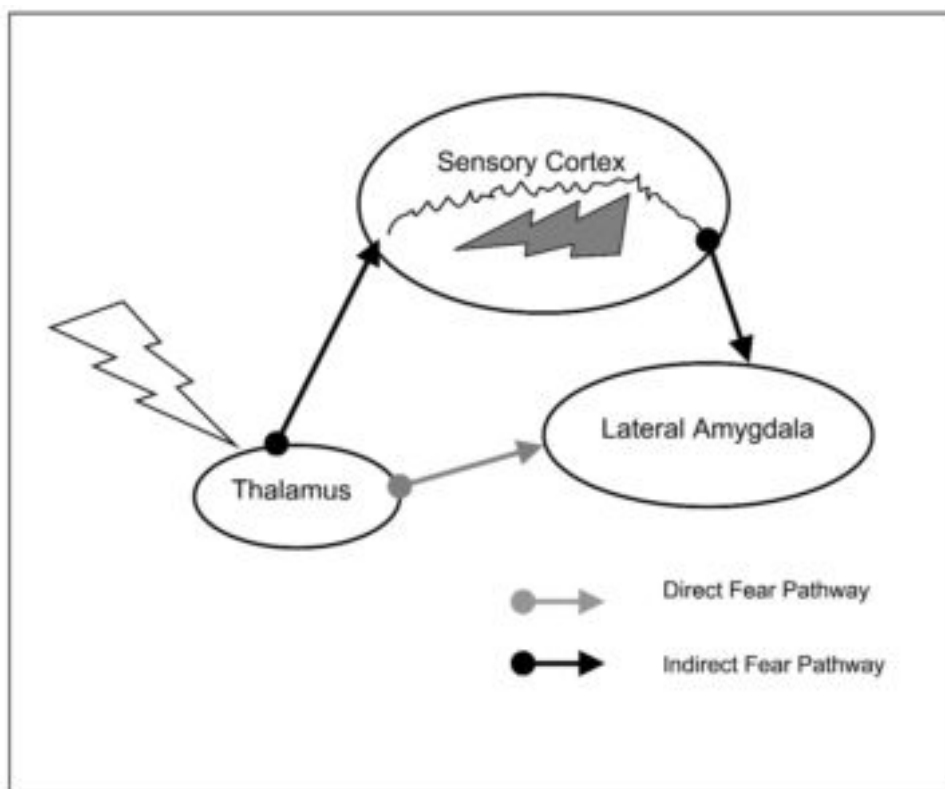 Sensory Cortex
Lateral Amygdala
Thalamus
Direct Fear Pathway
Indirect Fear Pathway